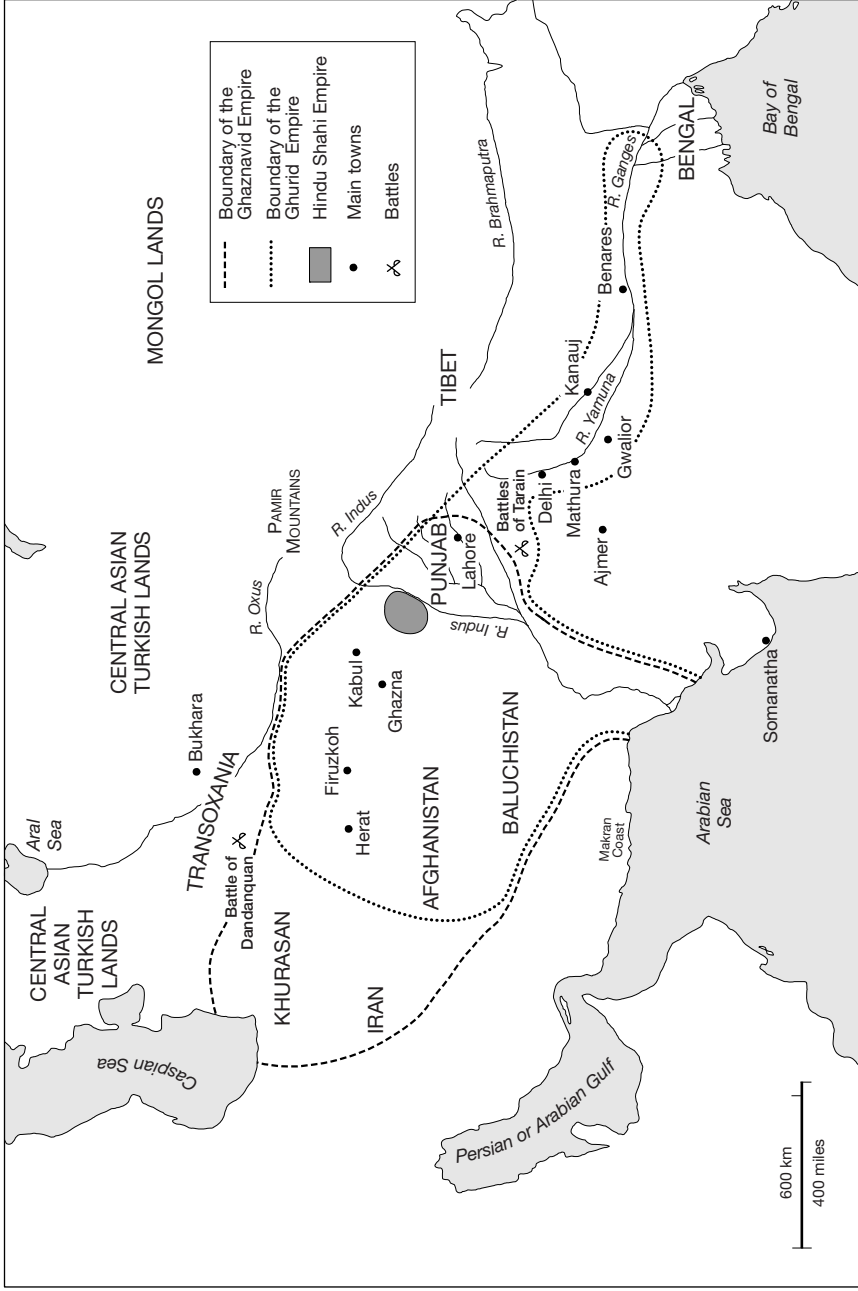 CENTRAL
ASIAN
TURKISH
LANDS
Aral
Sea
CENTRAL ASIAN
TURKISH LANDS
MONGOL LANDS
Boundary of the
Ghaznavid Empire
Boundary of the
Ghurid Empire
Hindu Shahi Empire
Main towns
Battles
Caspian Sea
TRANSOXANIA
Bukhara
R. Oxus
PAMIR
MOUNTAINS
Battle of
Dandanquan
KHURASAN
IRAN
Herat
Firuzkoh
Kabul
Ghazna
AFGHANISTAN
BALUCHISTAN
R. Indus
R. Indus
PUNJAB
Lahore
TIBET
R. Brahmaputra
Battlesi
of Tarain
Delhi
Mathura
R. Yamuna
Kanauj
Gwalior
Ajmer
Benares
R. Ganges
BENGAL
Bay of
Bengal
Makran
Coast
Arabian
Sea
Somanatha
Persian or Arabian Gulf
600 km
400 miles